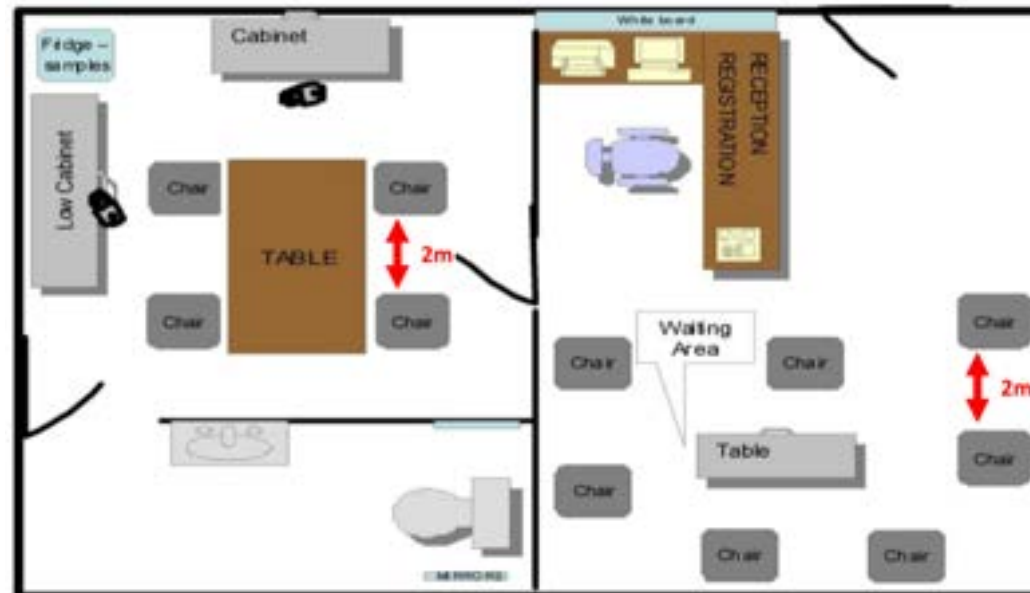 White board
Fridge –
samples
Cabinet
RECEPTION
REGISTRATION
Low Cabinet
Chair
Chair
TABLE
2m
Chair
Chair
Waiting
Area
Chair
Chair
Chair
2m
Chair
Table
Chair
Chair
Chair
MIRRORS